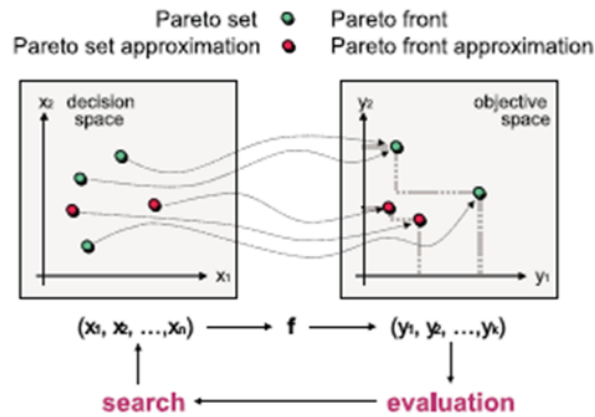 Pareto set Pareto front
Pareto set approximation Pareto front approximation
x₂ decision space
y₂ objective space
x₁
y₁
(x₁, x₂, ...,xₙ) f (y₁, y₂, ...,yₖ)
search evaluation